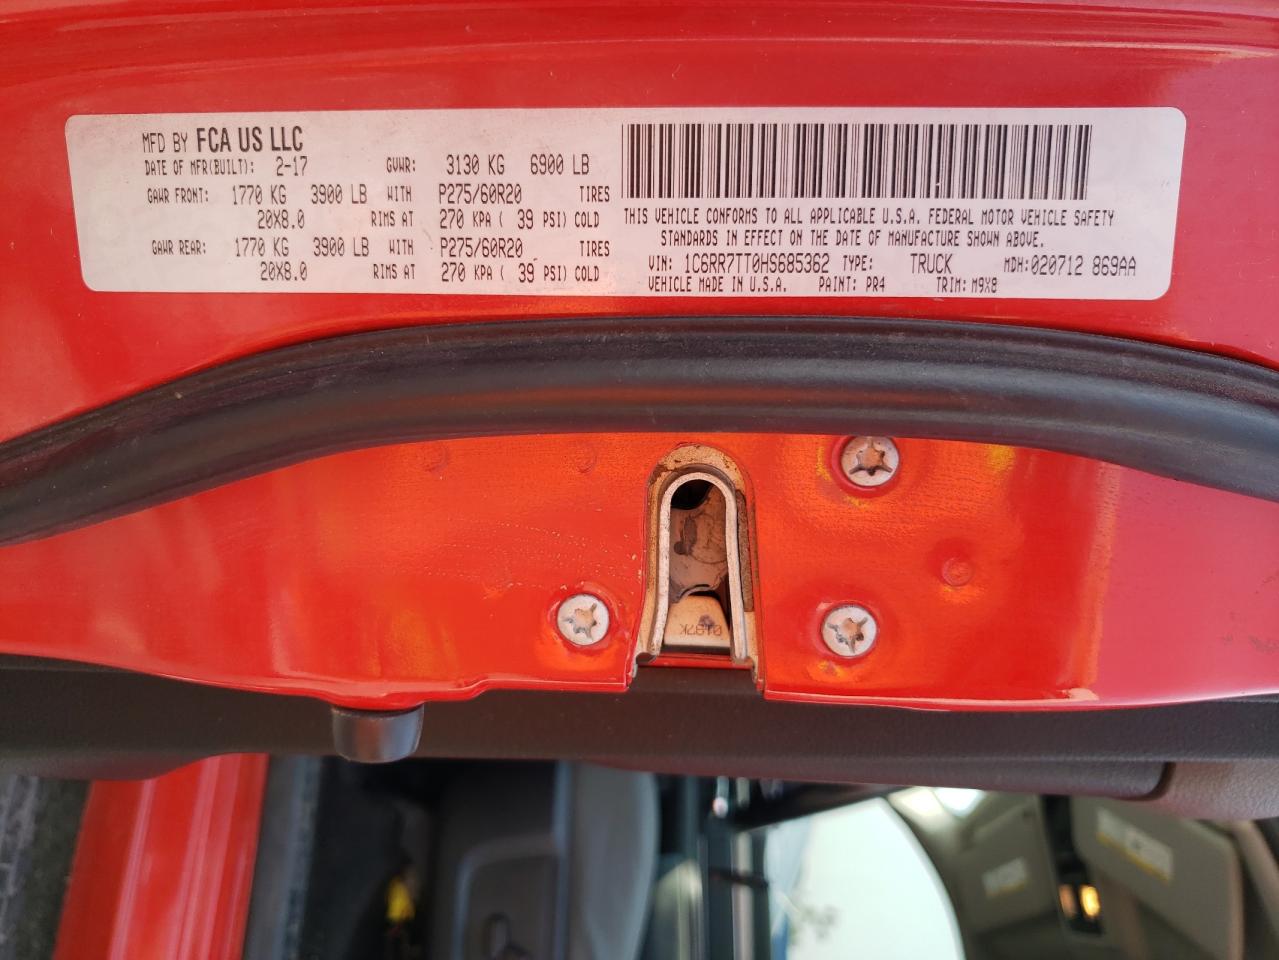 MFD BY FCA US LLC
DATE OF MFR(BUILT): 2-17 GVWR: 3130 KG 6900 LB
GAWR FRONT: 1770 KG 3900 LB WITH P275/60R20 TIRES
20X8.0 RIMS AT 270 KPA ( 39 PSI) COLD
GAWR REAR: 1770 KG 3900 LB WITH P275/60R20 TIRES
20X8.0 RIMS AT 270 KPA ( 39 PSI) COLD
THIS VEHICLE CONFORMS TO ALL APPLICABLE U.S.A. FEDERAL MOTOR VEHICLE SAFETY
STANDARDS IN EFFECT ON THE DATE OF MANUFACTURE SHOWN ABOVE.
VIN: 1C6RR7TT0HS685362 TYPE: TRUCK MDH:020712 869AA
VEHICLE MADE IN U.S.A. PAINT: PR4 TRIM: M9X8